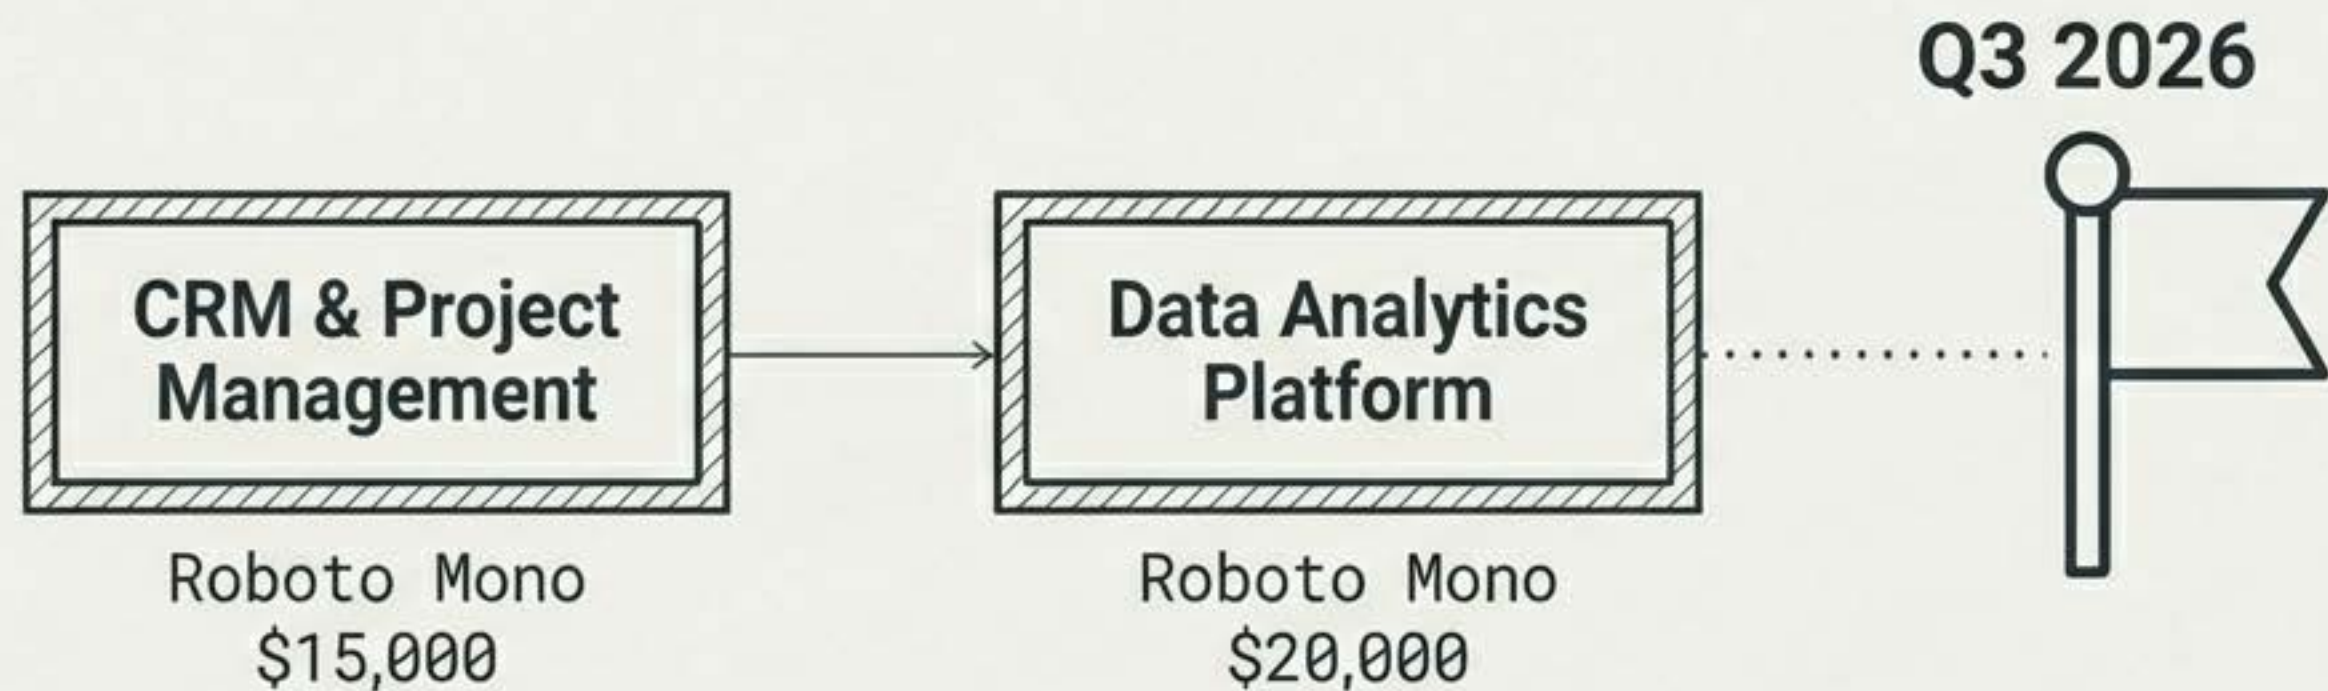 Q3 2026
CRM & Project
Management
Data Analytics
Platform
Roboto Mono
$15,000
Roboto Mono
$20,000